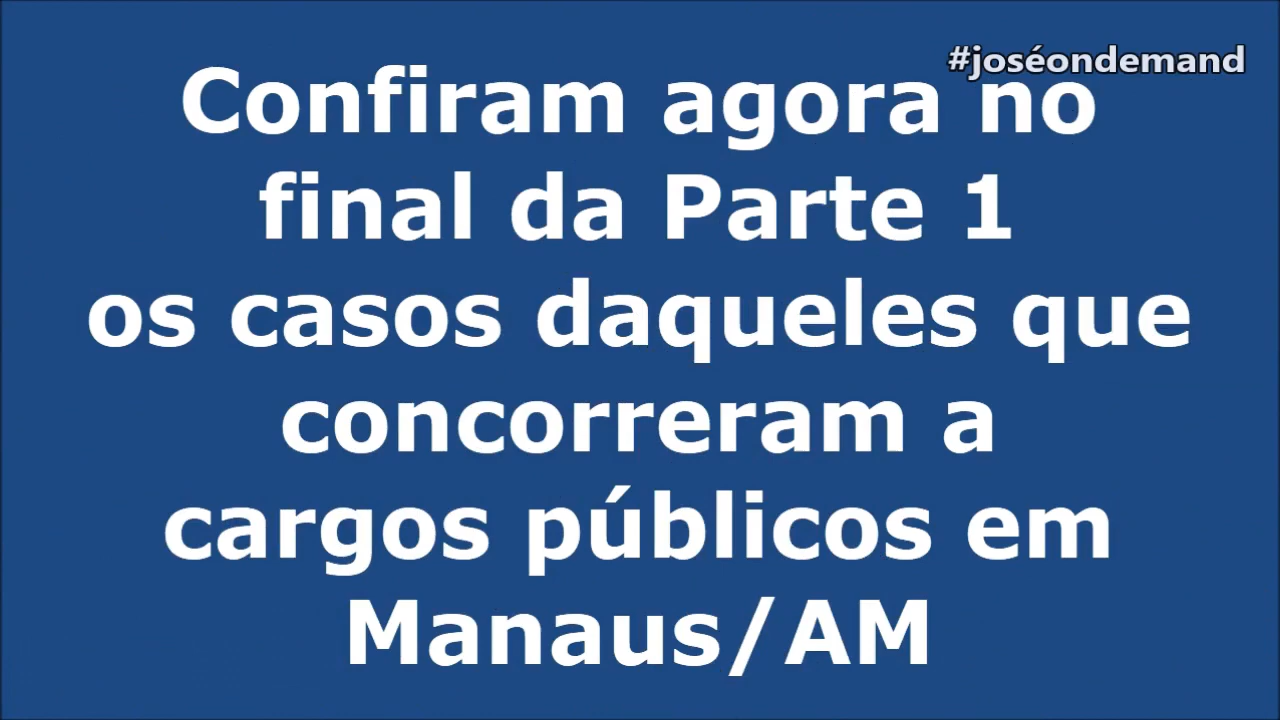 #joséondemand
Confiram agora no
final da Parte 1
os casos daqueles que
concorreram a
cargos públicos em
Manaus/AM